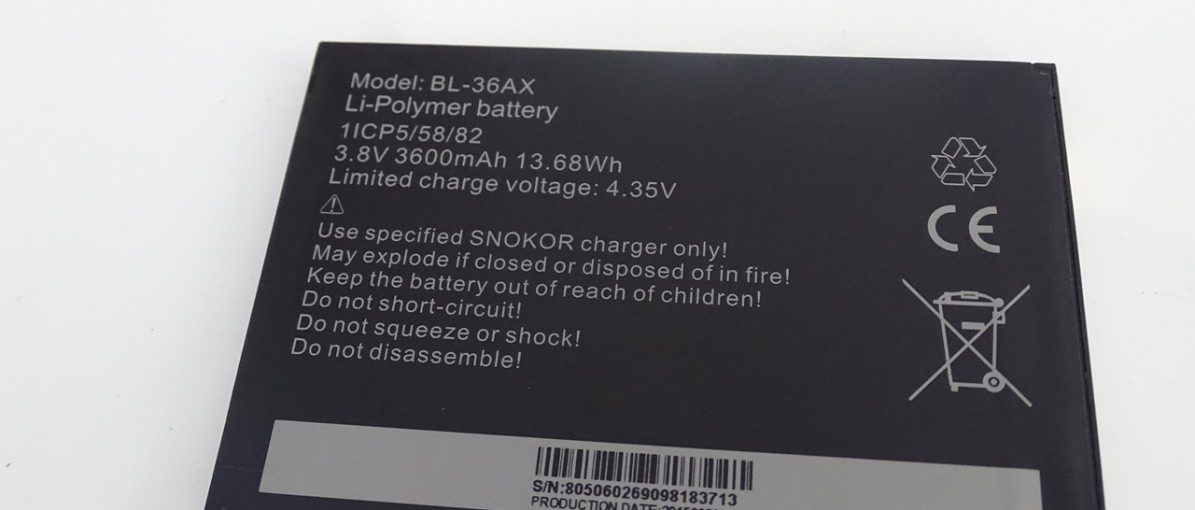 Model: BL-36AX
Li-Polymer battery
1ICP5/58/82
3.8V 3600mAh 13.68Wh
Limited charge voltage: 4.35V
Use specified SNOKOR charger only!
May explode if closed or disposed of in fire!
Keep the battery out of reach of children!
Do not short-circuit!
Do not squeeze or shock!
Do not disassemble!
CE
S/N:805060269098183713
PRODUCTION DATE: